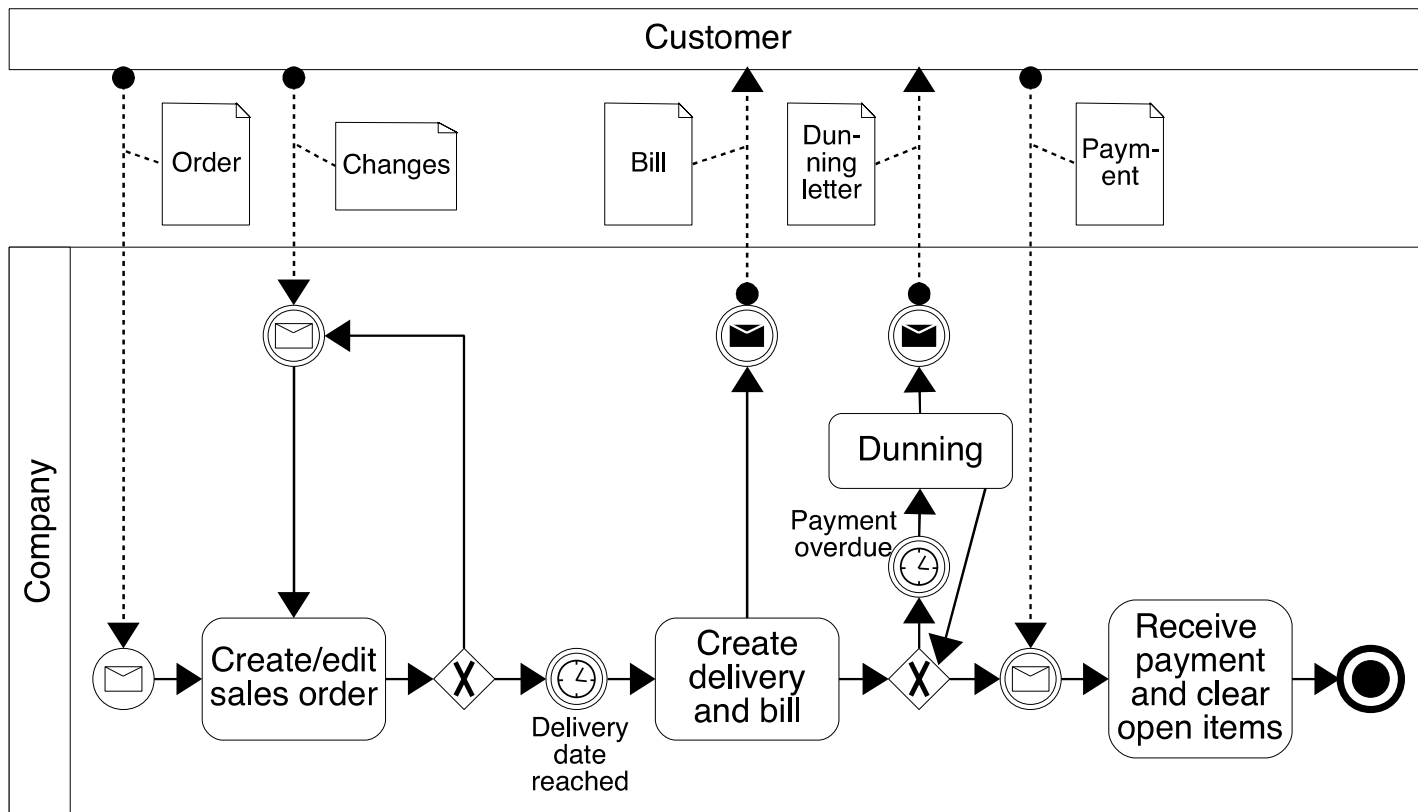 Customer
Order
Changes
Bill
Dun-
ning
letter
Paym-
ent
Company
Dunning
Payment
overdue
Create/edit
sales order
Delivery
date
reached
Create
delivery
and bill
Receive
payment
and clear
open items